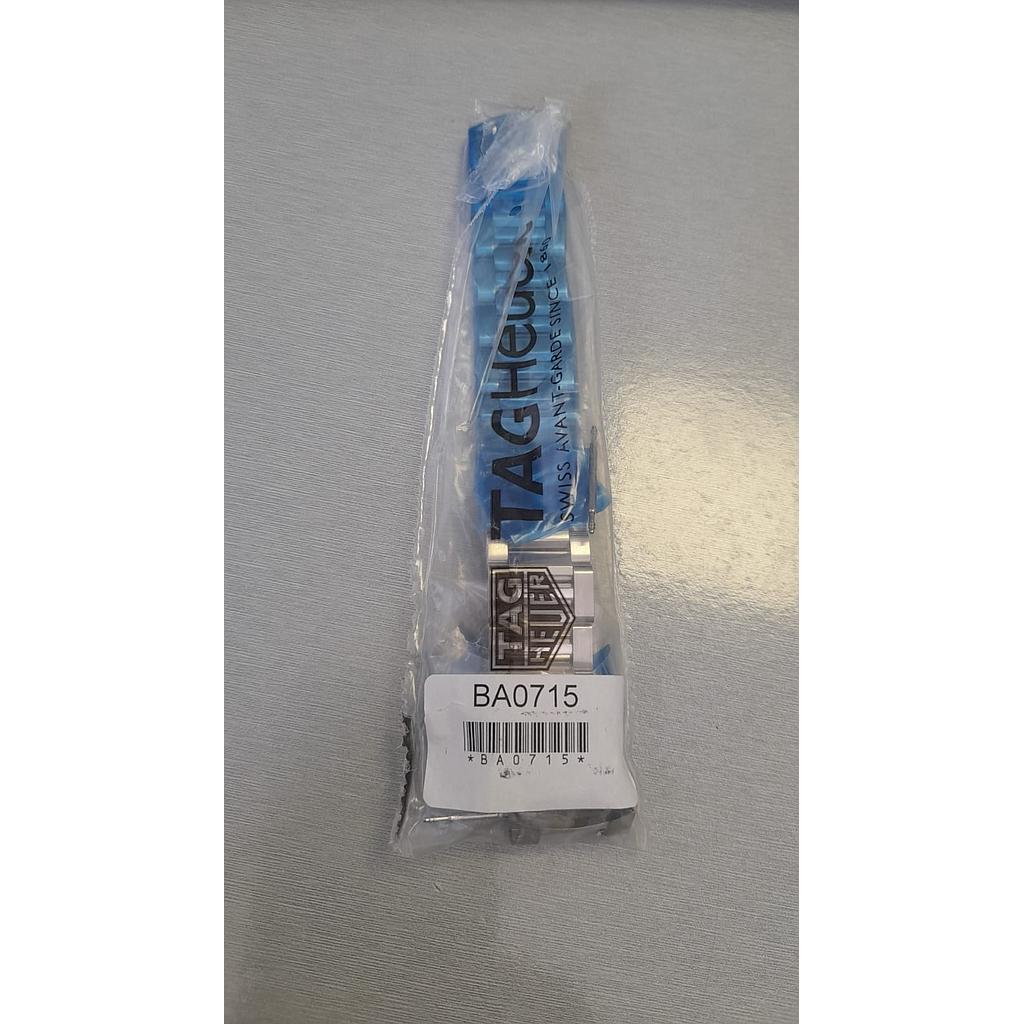 TAGHeuer
SWISS AVANT-GARDE SINCE 1860
TAG
HEUER
BA0715
*BA0715*